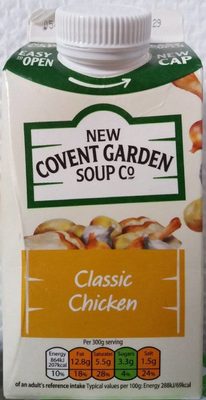 EASY
TO OPEN
29
NEW
CAP
NEW
COVENT GARDEN
SOUP Co
Classic
Chicken
Per 300g serving
Energy Fat Saturates Sugars Salt
864kJ
207kcal 12.8g 5.5g 3.3g 1.5g
10% 18% 28% 4% 24%
of an adult's reference intake Typical values per 100g: Energy 288kJ/69kcal